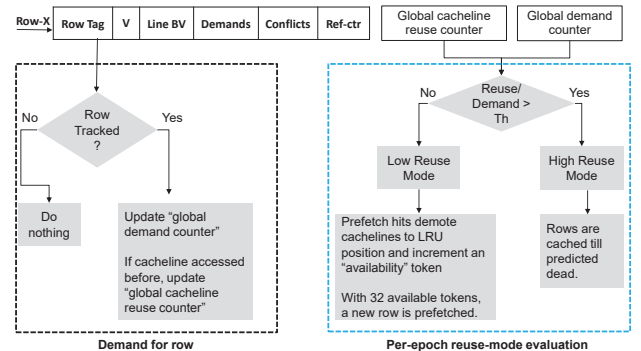 Row-X
Row Tag V Line BV Demands Conflicts Ref-ctr
No
Yes
Row
Tracked
?
Do
nothing
Update “global
demand counter”
If cacheline accessed
before, update
“global cacheline
reuse counter”
Demand for row
Global cacheline
reuse counter
Global demand
counter
No
Yes
Reuse/
Demand >
Th
Low Reuse
Mode
High Reuse
Mode
Prefetch hits demote
cachelines to LRU
position and increment an
“availability” token
With 32 available tokens,
a new row is prefetched.
Rows are
cached till
predicted
dead.
Per-epoch reuse-mode evaluation